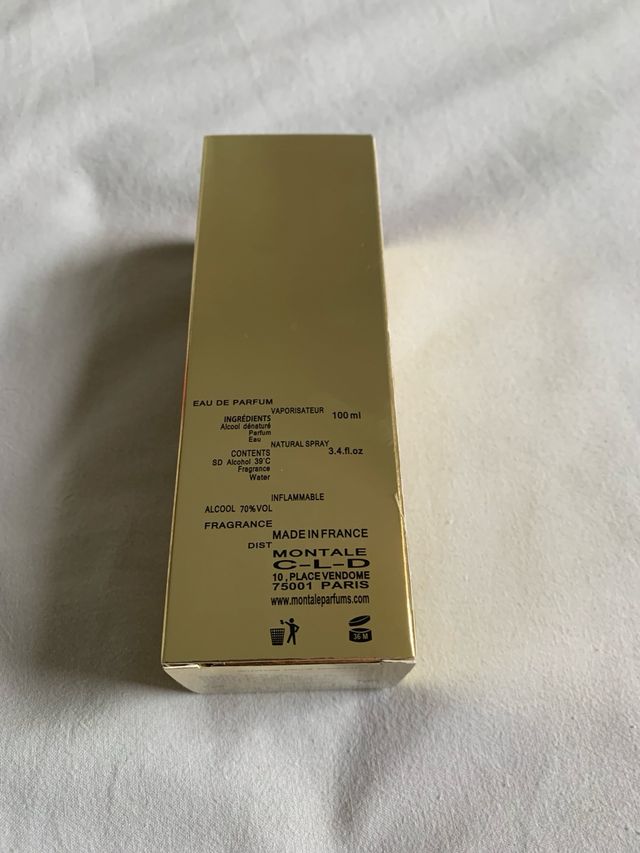 EAU DE PARFUM
VAPORISATEUR 100 ml
INGRÉDIENTS
Alcool dénaturé
Parfum
Eau
NATURAL SPRAY 3.4.fl.oz
CONTENTS
SD Alcohol 39'C
Fregrance
Weter
INFLAMMABLE
ALCOOL 70%VOL
FRAGRANCE
MADE IN FRANCE
DIST MONTALE
C-L-D
10, PLACE VENDOME
75001 PARIS
www.montaleparfums.com
36 M